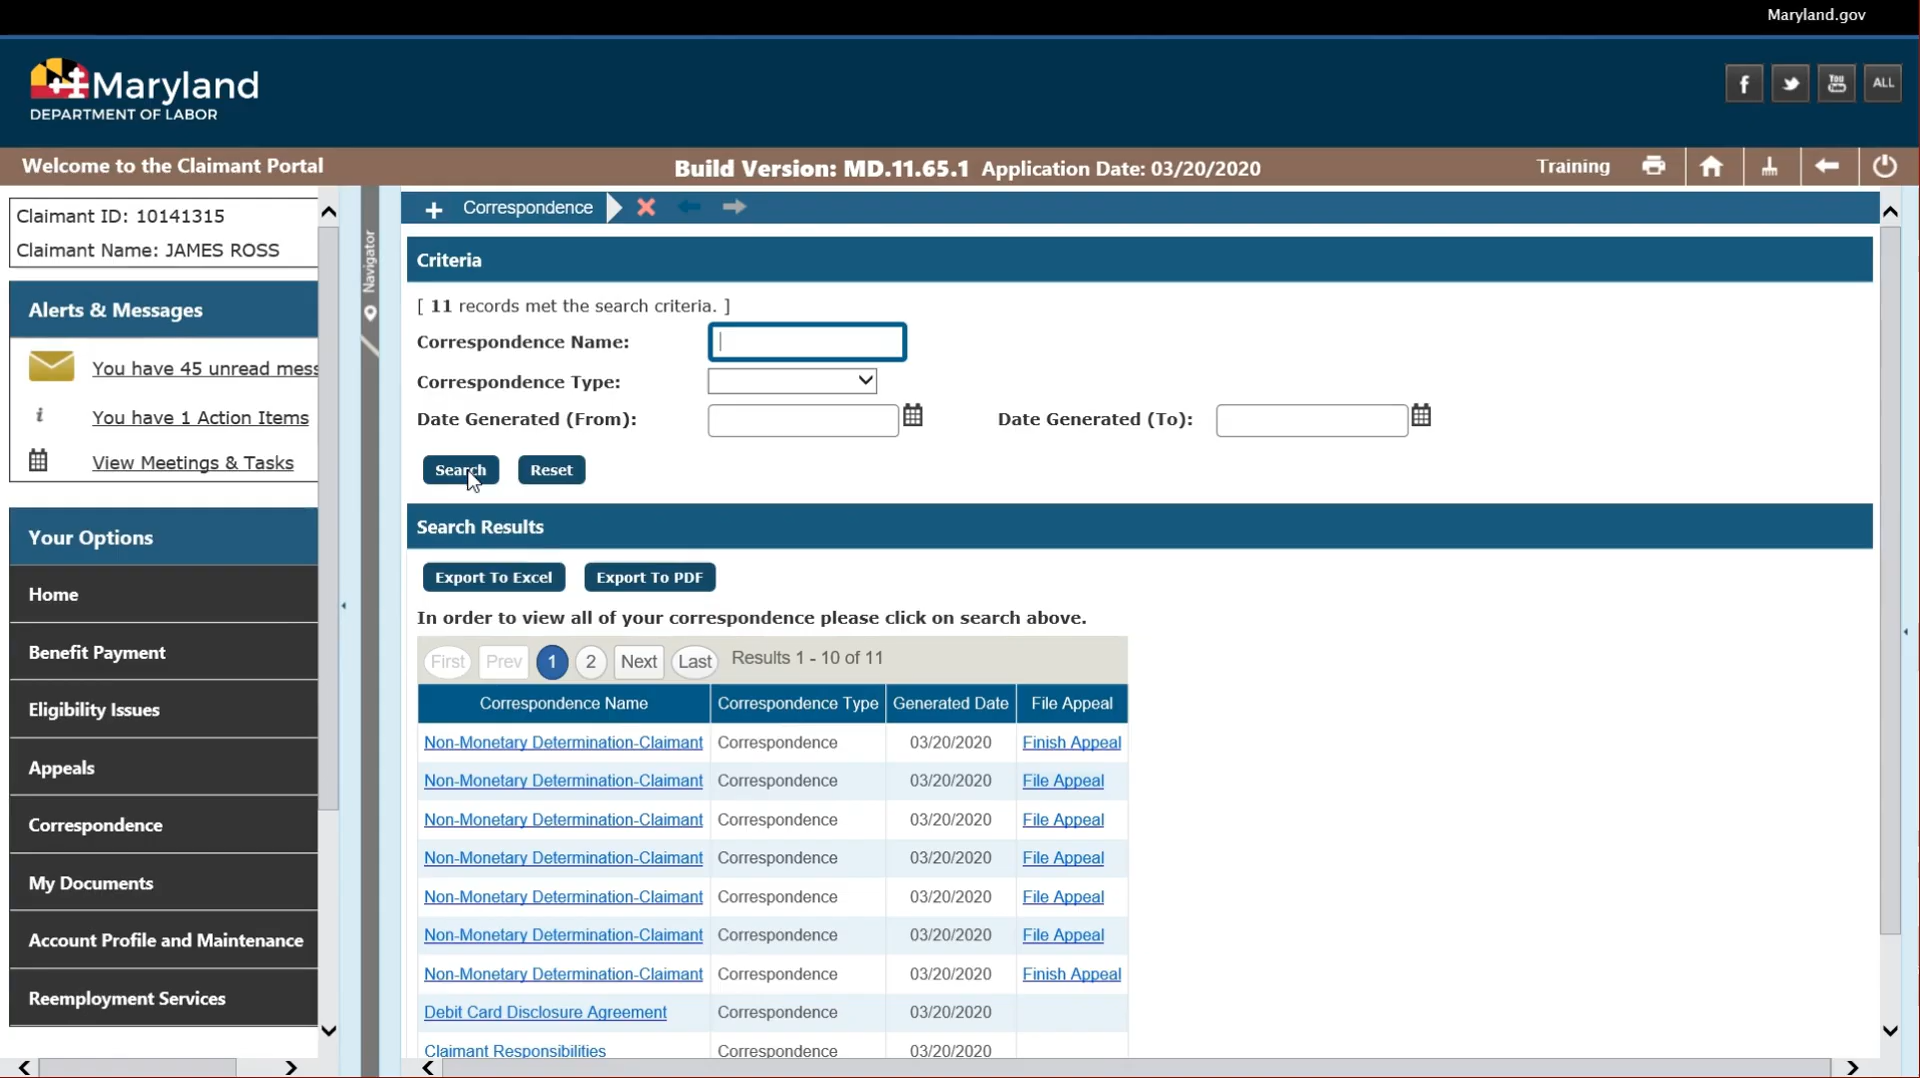 Maryland.gov
Maryland
DEPARTMENT OF LABOR
f
You
ALL
Welcome to the Claimant Portal
Build Version: MD.11.65.1 Application Date: 03/20/2020
Training
Claimant ID: 10141315
Claimant Name: JAMES ROSS
Alerts & Messages
You have 45 unread mess
You have 1 Action Items
View Meetings & Tasks
Your Options
Home
Benefit Payment
Eligibility Issues
Appeals
Correspondence
My Documents
Account Profile and Maintenance
Reemployment Services
Navigator
Correspondence
Criteria
[ 11 records met the search criteria. ]
Correspondence Name:
Correspondence Type:
Date Generated (From):
Date Generated (To):
Search Reset
Search Results
Export To Excel Export To PDF
In order to view all of your correspondence please click on search above.
First Prev 1 2 Next Last Results 1 - 10 of 11
Correspondence Name Correspondence Type Generated Date File Appeal
Non-Monetary Determination-Claimant Correspondence 03/20/2020 Finish Appeal
Non-Monetary Determination-Claimant Correspondence 03/20/2020 File Appeal
Non-Monetary Determination-Claimant Correspondence 03/20/2020 File Appeal
Non-Monetary Determination-Claimant Correspondence 03/20/2020 File Appeal
Non-Monetary Determination-Claimant Correspondence 03/20/2020 File Appeal
Non-Monetary Determination-Claimant Correspondence 03/20/2020 File Appeal
Non-Monetary Determination-Claimant Correspondence 03/20/2020 Finish Appeal
Debit Card Disclosure Agreement Correspondence 03/20/2020
Claimant Responsibilities Correspondence 03/20/2020